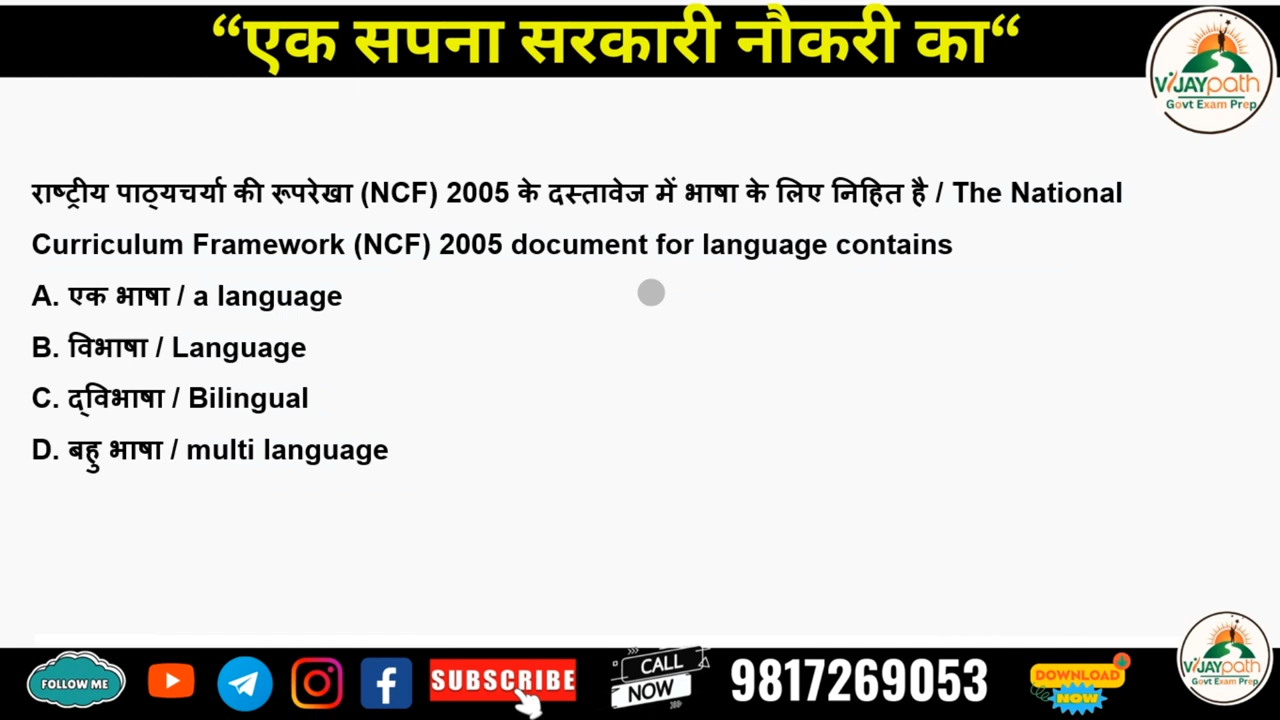 “एक सपना सरकारी नौकरी का“
VIJAYpath
Govt Exam Prep
राष्ट्रीय पाठ्यचर्या की रूपरेखा (NCF) 2005 के दस्तावेज में भाषा के लिए निहित है / The National
Curriculum Framework (NCF) 2005 document for language contains
A. एक भाषा / a language
B. विभाषा / Language
C. द्विभाषा / Bilingual
D. बहु भाषा / multi language
FOLLOW ME
SUBSCRIBE
CALL
NOW
9817269053
DOWNLOAD
NOW
VIJAYpath
Govt Exam Prep